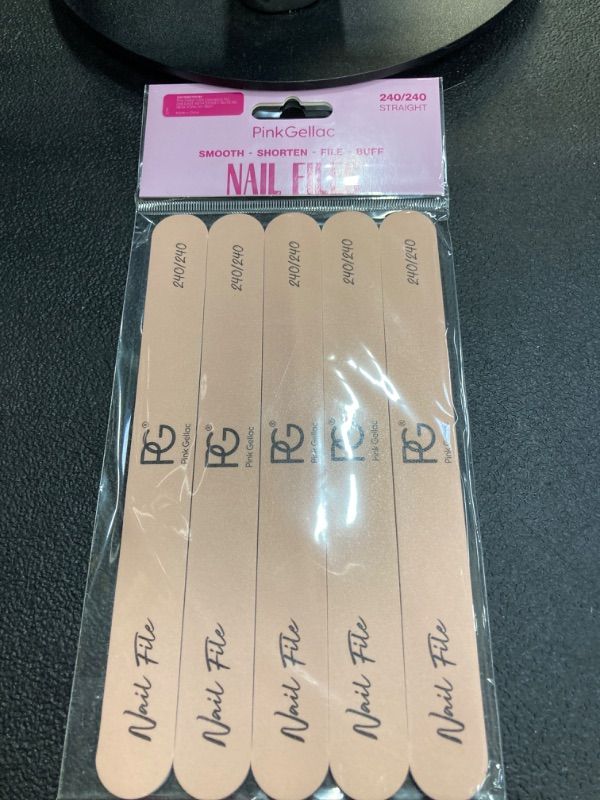 240/240
STRAIGHT
PinkGellac
SMOOTH - SHORTEN - FILE - BUFF
NAIL FILES
240/240
240/240
240/240
240/240
240/240
PG®
Pink Gellac
PG®
Pink Gellac
PG®
Pink Gellac
PG®
Pink Gellac
PG®
Pink
Nail File
Nail File
Nail File
Nail File
Nail File